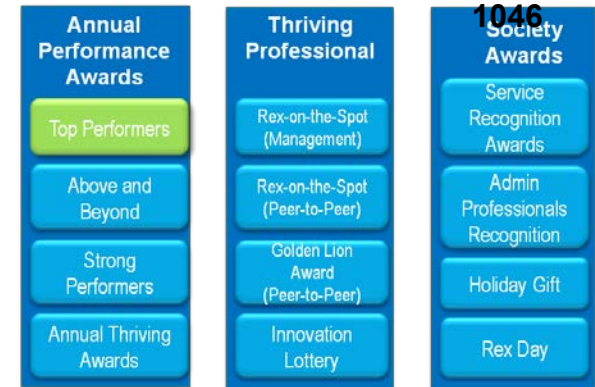 Annual
Performance
Awards
Top Performers
Above and
Beyond
Strong
Performers
Annual Thriving
Awards
Thriving
Professional
Rex-on-the-Spot
(Management)
Rex-on-the-Spot
(Peer-to-Peer)
Golden Lion
Award
(Peer-to-Peer)
Innovation
Lottery
1046
Society
Awards
Service
Recognition
Awards
Admin
Professionals
Recognition
Holiday Gift
Rex Day